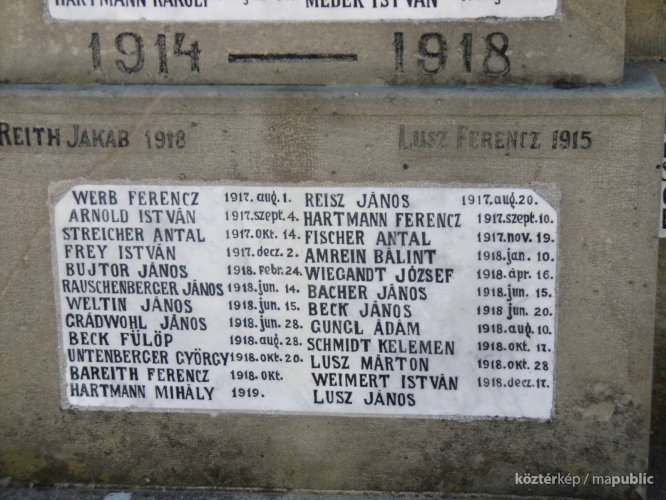 HARTMANN KÁROLY
MEDER ISTVÁN
1914 — 1918
REITH JAKAB 1918
LUSZ FERENCZ 1915
WERB FERENCZ 1917. aug. 1.
ARNOLD ISTVÁN 1917. szept. 4.
STREICHER ANTAL 1917. okt. 14.
FREY ISTVÁN 1917. decz. 2.
BUJTOR JÁNOS 1918. febr. 24.
RAUSCHENBERGER JÁNOS 1918. jun. 14.
WELTIN JÁNOS 1918. jun. 15.
GRÁDWOHL JÁNOS 1918. jun. 28.
BECK FÜLÖP 1918. aug. 28.
UNTENBERGER GYÖRGY 1918. okt. 20.
BAREITH FERENCZ 1918. okt.
HARTMANN MIHÁLY 1919.
REISZ JÁNOS 1917. aug. 20.
HARTMANN FERENCZ 1917. szept. 10.
FISCHER ANTAL 1917. nov. 19.
AMREIN BÁLINT 1918. jan. 10.
WIEGANDT JÓZSEF 1918. ápr. 16.
BACHER JÁNOS 1918. jun. 15.
BECK JÁNOS 1918 jun. 20.
GUNGL ÁDÁM 1918. aug. 10.
SCHMIDT KELEMEN 1918. okt. 17.
LUSZ MÁRTON 1918. okt. 28
WEIMERT ISTVÁN 1918. decz. 17.
LUSZ JÁNOS
köztérkép / mapublic